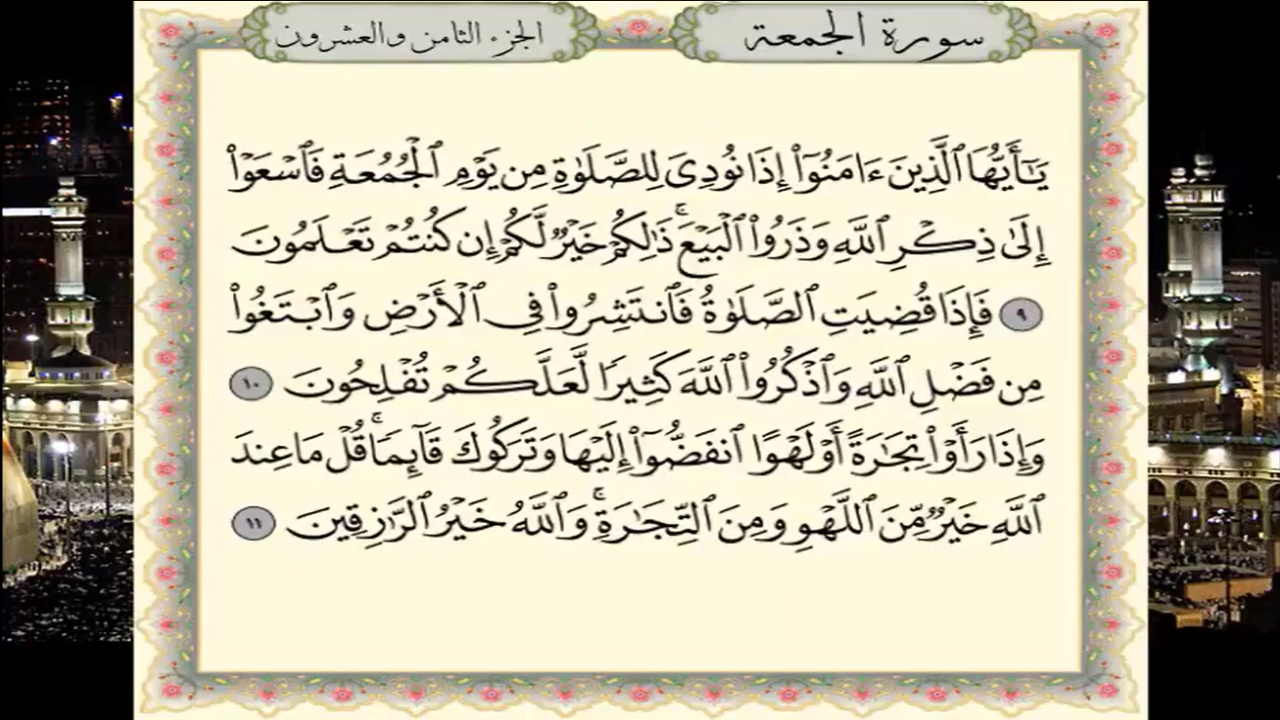 سورة الجمعة
الجزء الثامن والعشرون
يَٰٓأَيُّهَا ٱلَّذِينَ ءَامَنُوٓا۟ إِذَا نُودِىَ لِلصَّلَوٰةِ مِن يَوْمِ ٱلْجُمُعَةِ فَٱسْعَوْا۟
إِلَىٰ ذِكْرِ ٱللَّهِ وَذَرُوا۟ ٱلْبَيْعَ ۚ ذَٰلِكُمْ خَيْرٌ لَّكُمْ إِن كُنتُمْ تَعْلَمُونَ
٩ فَإِذَا قُضِيَتِ ٱلصَّلَوٰةُ فَٱنتَشِرُوا۟ فِى ٱلْأَرْضِ وَٱبْتَغُوا۟
مِن فَضْلِ ٱللَّهِ وَٱذْكُرُوا۟ ٱللَّهَ كَثِيرًا لَّعَلَّكُمْ تُفْلِحُونَ ١٠
وَإِذَا رَأَوْا۟ تِجَٰرَةً أَوْ لَهْوًا ٱنفَضُّوٓا۟ إِلَيْهَا وَتَرَكُوكَ قَآئِمًا ۚ قُلْ مَا عِندَ
ٱللَّهِ خَيْرٌ مِّنَ ٱللَّهْوِ وَمِنَ ٱلتِّجَٰرَةِ ۚ وَٱللَّهُ خَيْرُ ٱلرَّٰزِقِينَ ١١